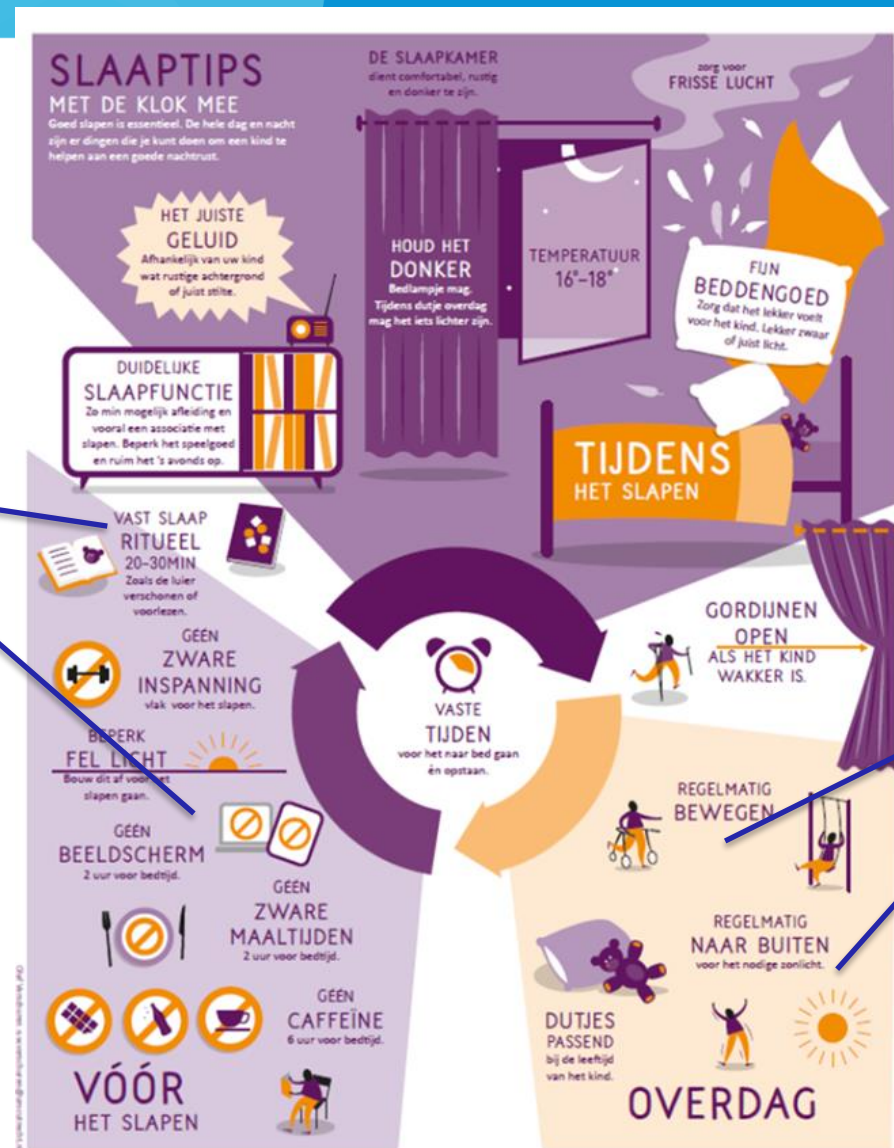 SLAAPTIPS
MET DE KLOK MEE
Goed slapen is essentieel. De hele dag en nacht
zijn er dingen die je kunt doen om een kind te
helpen aan een goede nachtrust.
DE SLAAPKAMER
dient comfortabel, rustig
en donker te zijn.
zorg voor
FRISSE LUCHT
HET JUISTE
GELUID
Afhankelijk van uw kind
wat rustige achtergrond
of juist stilte.
HOUD HET
DONKER
Bedlampje mag.
Tijdens dutje overdag
mag het iets lichter zijn.
TEMPERATUUR
16°-18°
FIJN
BEDDENGOED
Zorg dat het lekker voelt
voor het kind. Lekker zwaar
of juist licht.
DUIDELIJKE
SLAAPFUNCTIE
Zo min mogelijk afleiding en
vooral een associatie met
slapen. Beperk het speelgoed
en ruim het 's avonds op.
TIJDENS
HET SLAPEN
VAST SLAAP
RITUEEL
20-30MIN
Zoals de luier
verschonen of
voorlezen.
GÉÉN
ZWARE
INSPANNING
vlak voor het slapen.
BEPERK
FEL LICHT
Bouw dit af voor het
slapen gaan.
GÉÉN
BEELDSCHERM
2 uur voor bedtijd.
GÉÉN
ZWARE
MAALTIJDEN
2 uur voor bedtijd.
GÉÉN
CAFFEÏNE
6 uur voor bedtijd.
VÓÓR
HET SLAPEN
VASTE
TIJDEN
voor het naar bed gaan
én opstaan.
GORDIJNEN
OPEN
ALS HET KIND
WAKKER IS.
REGELMATIG
BEWEGEN
REGELMATIG
NAAR BUITEN
voor het nodige zonlicht.
DUTJES
PASSEND
bij de leeftijd
van het kind.
OVERDAG